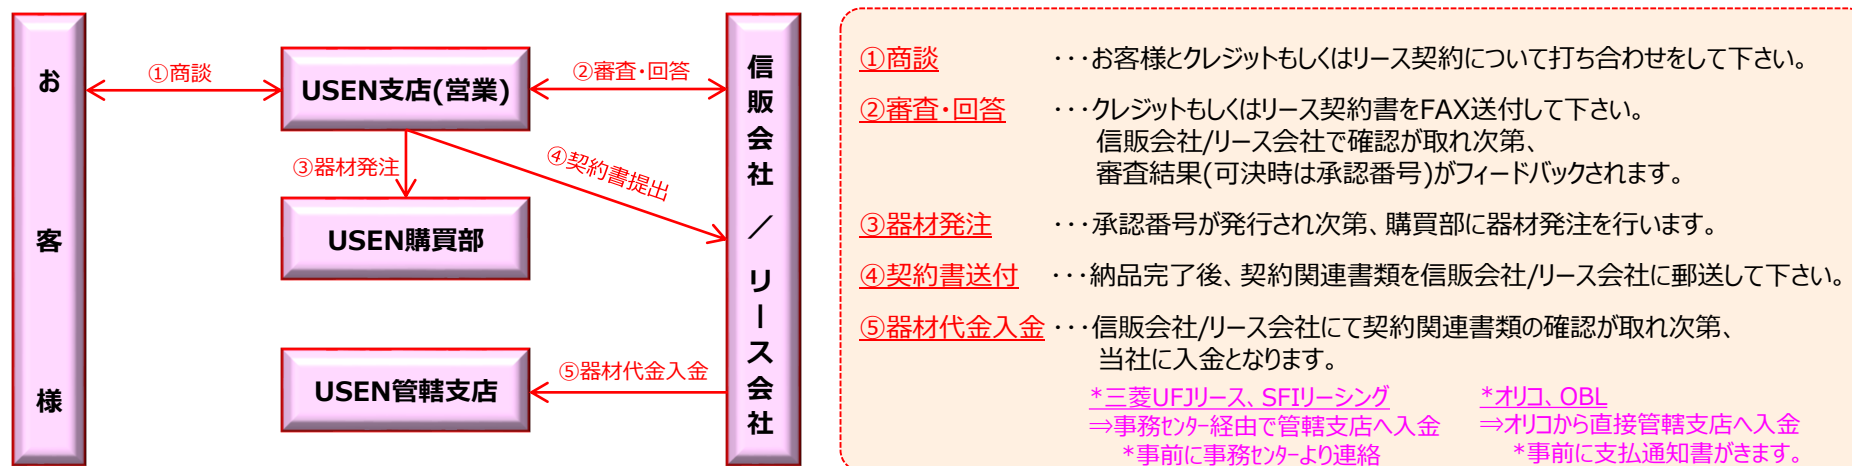 お客様
①商談
USEN支店(営業)
②審査・回答
③器材発注
④契約書提出
USEN購買部
USEN管轄支店
⑤器材代金入金
信販会社／リース会社
①商談 ・・・お客様とクレジットもしくはリース契約について打ち合わせをして下さい。
②審査・回答 ・・・クレジットもしくはリース契約書をFAX送付して下さい。
信販会社/リース会社で確認が取れ次第、
審査結果(可決時は承認番号)がフィードバックされます。
③器材発注 ・・・承認番号が発行され次第、購買部に器材発注を行います。
④契約書送付 ・・・納品完了後、契約関連書類を信販会社/リース会社に郵送して下さい。
⑤器材代金入金 ・・・信販会社/リース会社にて契約関連書類の確認が取れ次第、
当社に入金となります。
*三菱UFJリース、SFIリーシング
⇒事務センター経由で管轄支店へ入金
*事前に事務センターより連絡
*オリコ、OBL
⇒オリコから直接管轄支店へ入金
*事前に支払通知書がきます。